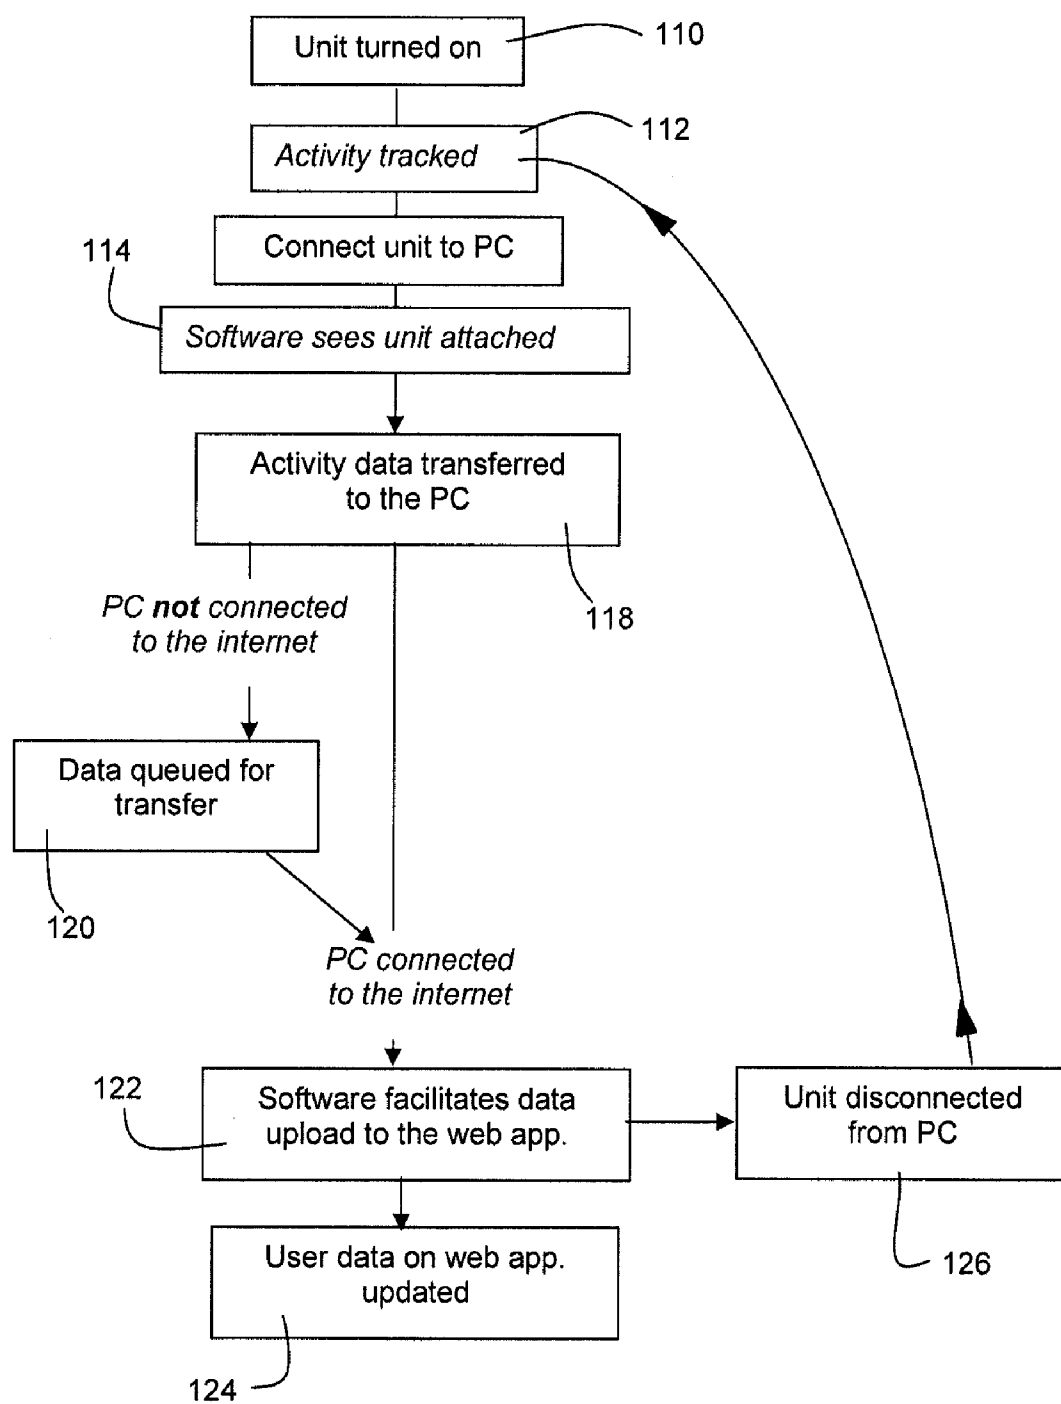 Unit turned on
110
112
Activity tracked
Connect unit to PC
114
Software sees unit attached
Activity data transferred
to the PC
118
PC not connected
to the internet
Data queued for
transfer
120
PC connected
to the internet
122
Software facilitates data
upload to the web app.
Unit disconnected
from PC
126
User data on web app.
updated
124